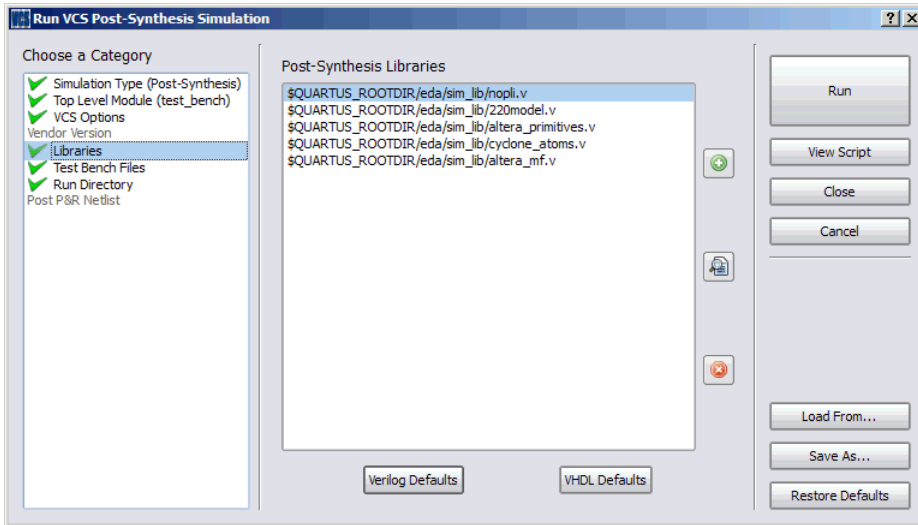 Run VCS Post-Synthesis Simulation
Choose a Category
Simulation Type (Post-Synthesis)
Top Level Module (test_bench)
VCS Options
Vendor Version
Libraries
Test Bench Files
Run Directory
Post P&R Netlist
Post-Synthesis Libraries
$QUARTUS_ROOTDIR/eda/sim_lib/nopli.v
$QUARTUS_ROOTDIR/eda/sim_lib/220model.v
$QUARTUS_ROOTDIR/eda/sim_lib/altera_primitives.v
$QUARTUS_ROOTDIR/eda/sim_lib/cyclone_atoms.v
$QUARTUS_ROOTDIR/eda/sim_lib/altera_mf.v
Verilog Defaults
VHDL Defaults
Run
View Script
Close
Cancel
Load From...
Save As...
Restore Defaults